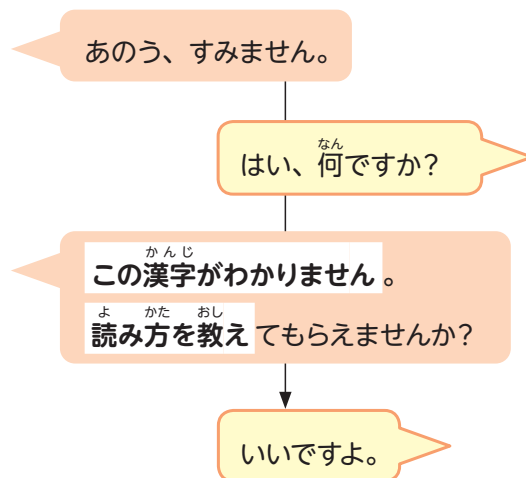 あのう、すみません。
なん
はい、何ですか？
かんじ
この漢字がわかりません。
よ かた おし
読み方を教えてもらえませんか？
いいですよ。